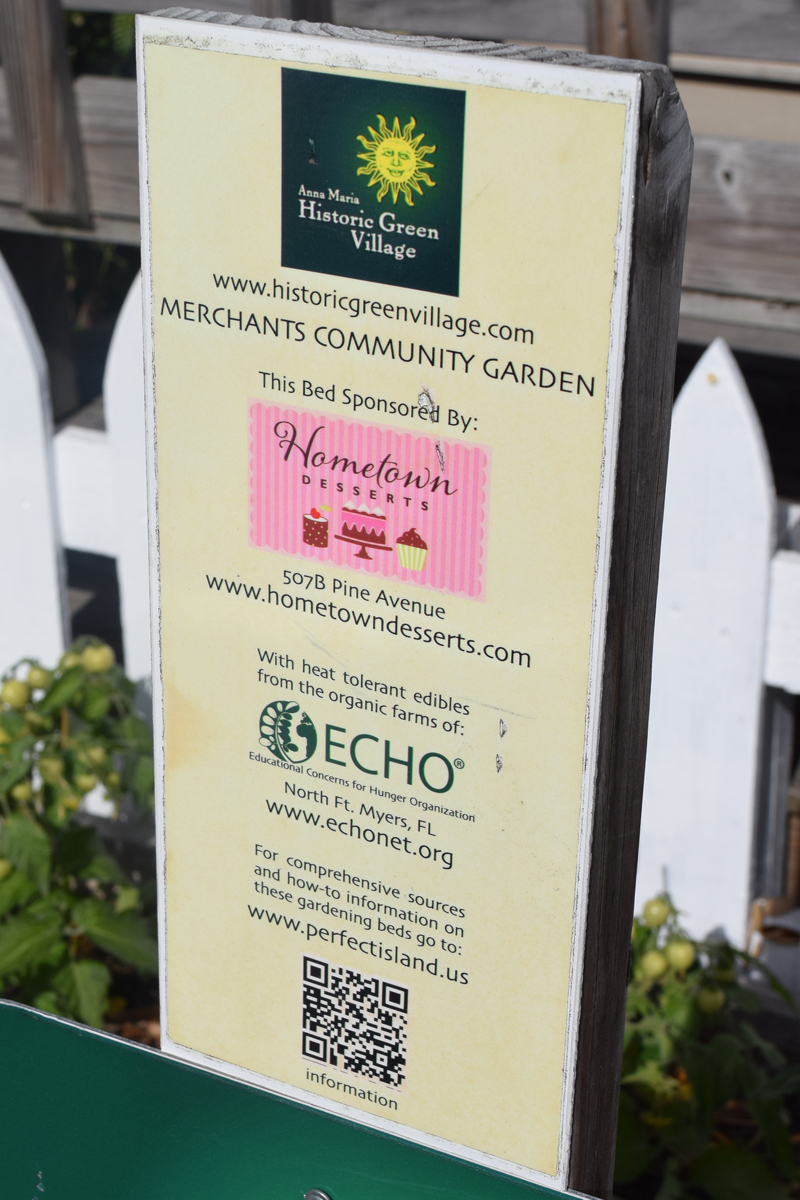 Anna Maria
Historic Green
Village
www.historicgreenvillage.com
MERCHANTS COMMUNITY GARDEN
This Bed Sponsored By:
Hometown
DESSERTS
507B Pine Avenue
www.hometowndesserts.com
With heat tolerant edibles
from the organic farms of:
ECHO®
Educational Concerns for Hunger Organization
North Ft. Myers, FL
www.echonet.org
For comprehensive sources
and how-to information on
these gardening beds go to:
www.perfectisland.us
information